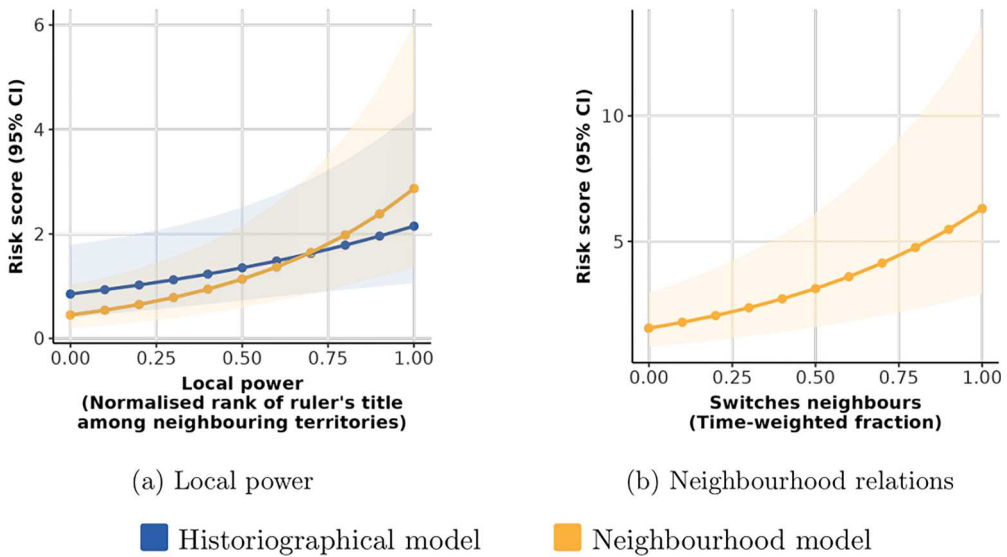 6
4
2
0
Risk score (95% CI)
0.00 0.25 0.50 0.75 1.00
Local power
(Normalised rank of ruler's title
among neighbouring territories)
(a) Local power
10
5
Risk score (95% CI)
0.00 0.25 0.50 0.75 1.00
Switches neighbours
(Time-weighted fraction)
(b) Neighbourhood relations
Historiographical model
Neighbourhood model